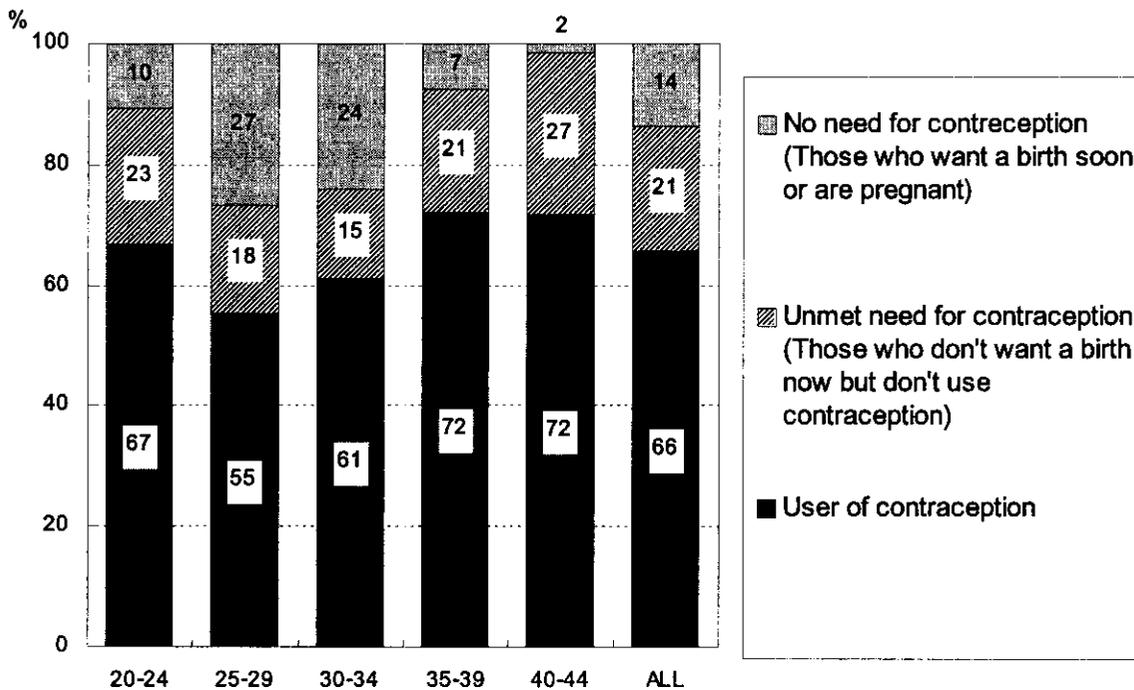 %
2
100
10
7
14
27
24
80
23
18
15
21
27
21
60
40
67
55
61
72
72
66
20
0
20-24 25-29 30-34 35-39 40-44 ALL
No need for contreception
(Those who want a birth soon
or are pregnant)
Unmet need for contraception
(Those who don't want a birth
now but don't use
contraception)
User of contraception